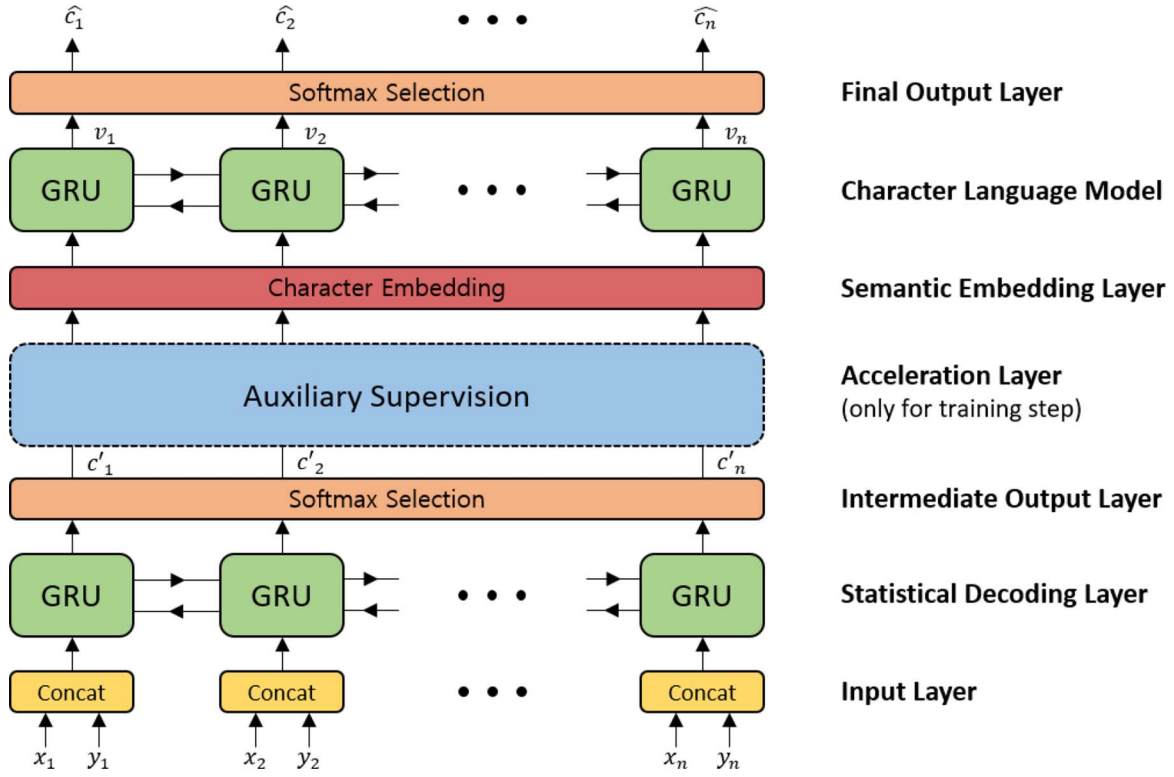 ĉ₁ ĉ₂ • • • ĉₙ
Softmax Selection Final Output Layer
v₁ v₂ vₙ
GRU GRU • • • GRU Character Language Model
Character Embedding Semantic Embedding Layer
Auxiliary Supervision Acceleration Layer
(only for training step)
c'₁ c'₂ c'ₙ
Softmax Selection Intermediate Output Layer
GRU GRU • • • GRU Statistical Decoding Layer
Concat Concat • • • Concat Input Layer
x₁ y₁ x₂ y₂ xₙ yₙ